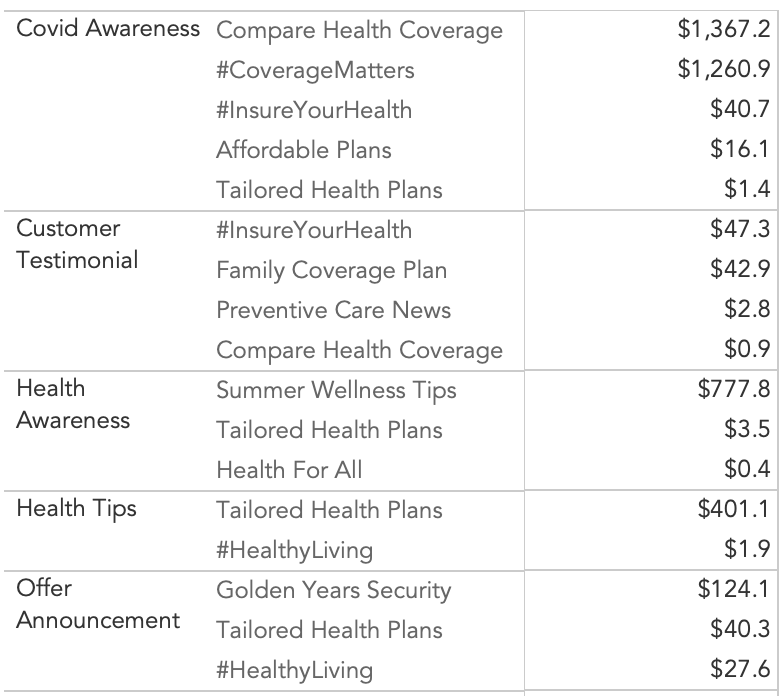 Covid Awareness Compare Health Coverage $1,367.2
#CoverageMatters $1,260.9
#InsureYourHealth $40.7
Affordable Plans $16.1
Tailored Health Plans $1.4
Customer Testimonial #InsureYourHealth $47.3
Family Coverage Plan $42.9
Preventive Care News $2.8
Compare Health Coverage $0.9
Health Awareness Summer Wellness Tips $777.8
Tailored Health Plans $3.5
Health For All $0.4
Health Tips Tailored Health Plans $401.1
#HealthyLiving $1.9
Offer Announcement Golden Years Security $124.1
Tailored Health Plans $40.3
#HealthyLiving $27.6